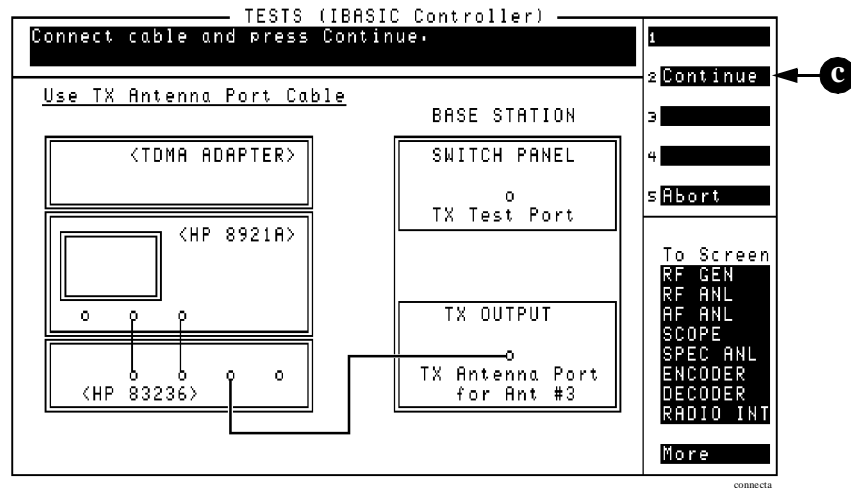 TESTS (IBASIC Controller)
Connect cable and press Continue.
Use TX Antenna Port Cable
<TDMA ADAPTER>
<HP 8921A>
<HP 83236>
BASE STATION
SWITCH PANEL
TX Test Port
TX OUTPUT
TX Antenna Port
for Ant #3
1
2 Continue
3
4
5 Abort
C
To Screen
RF GEN
RF ANL
AF ANL
SCOPE
SPEC ANL
ENCODER
DECODER
RADIO INT
More
connecta